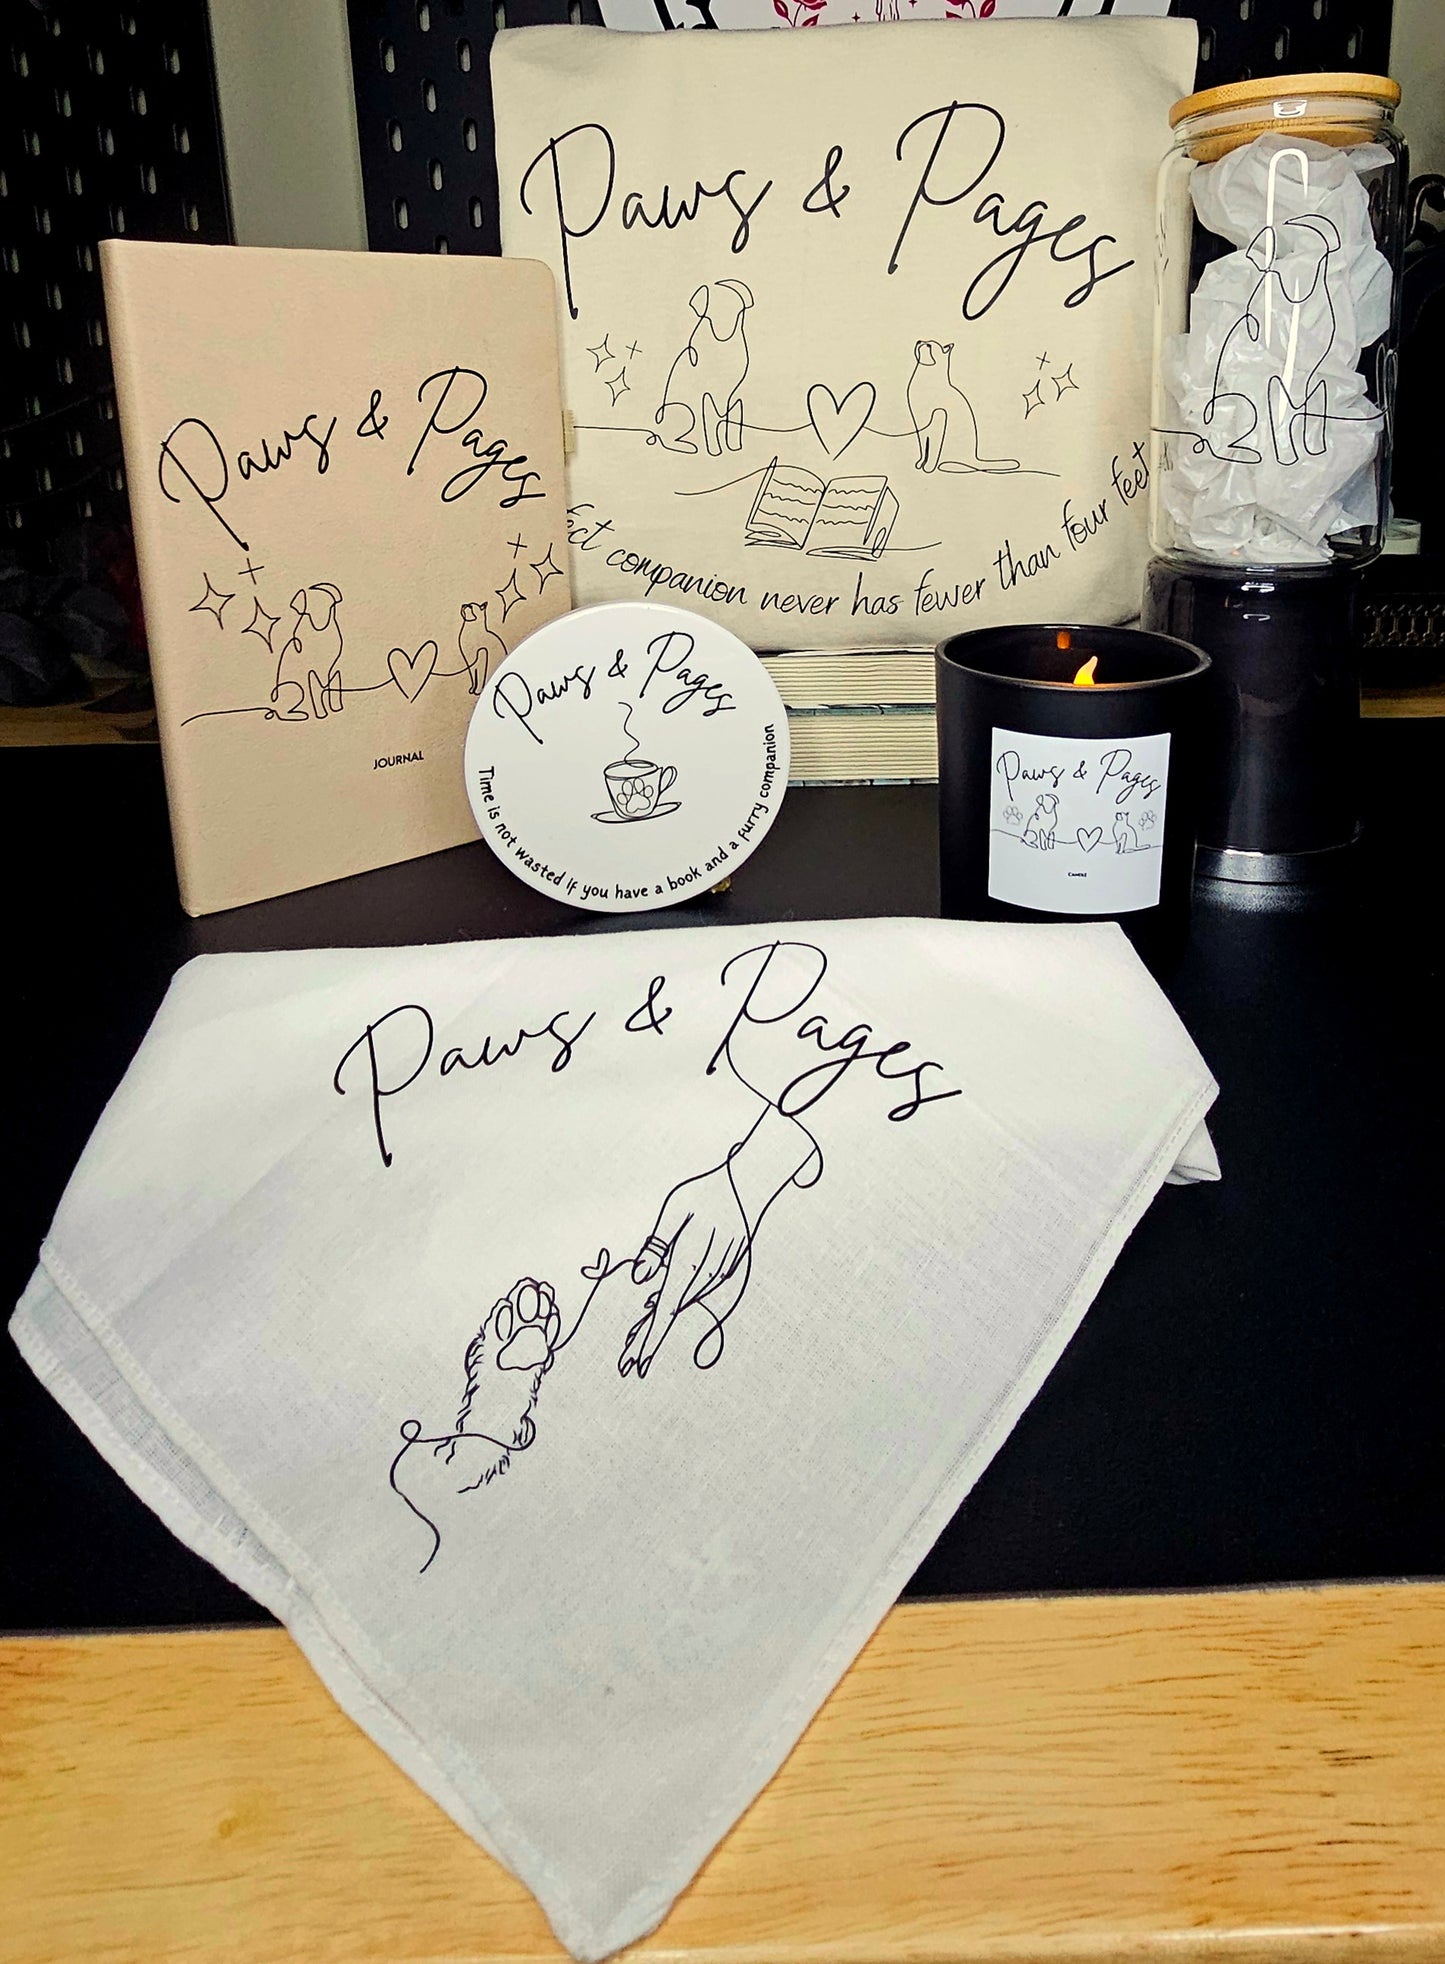 Paws & Pages
companion never has fewer than four feet
Paws & Pages
JOURNAL
Paws & Pages
Time is not wasted if you have a book and a furry companion
Paws & Pages
CANDLE
Paws & Pages